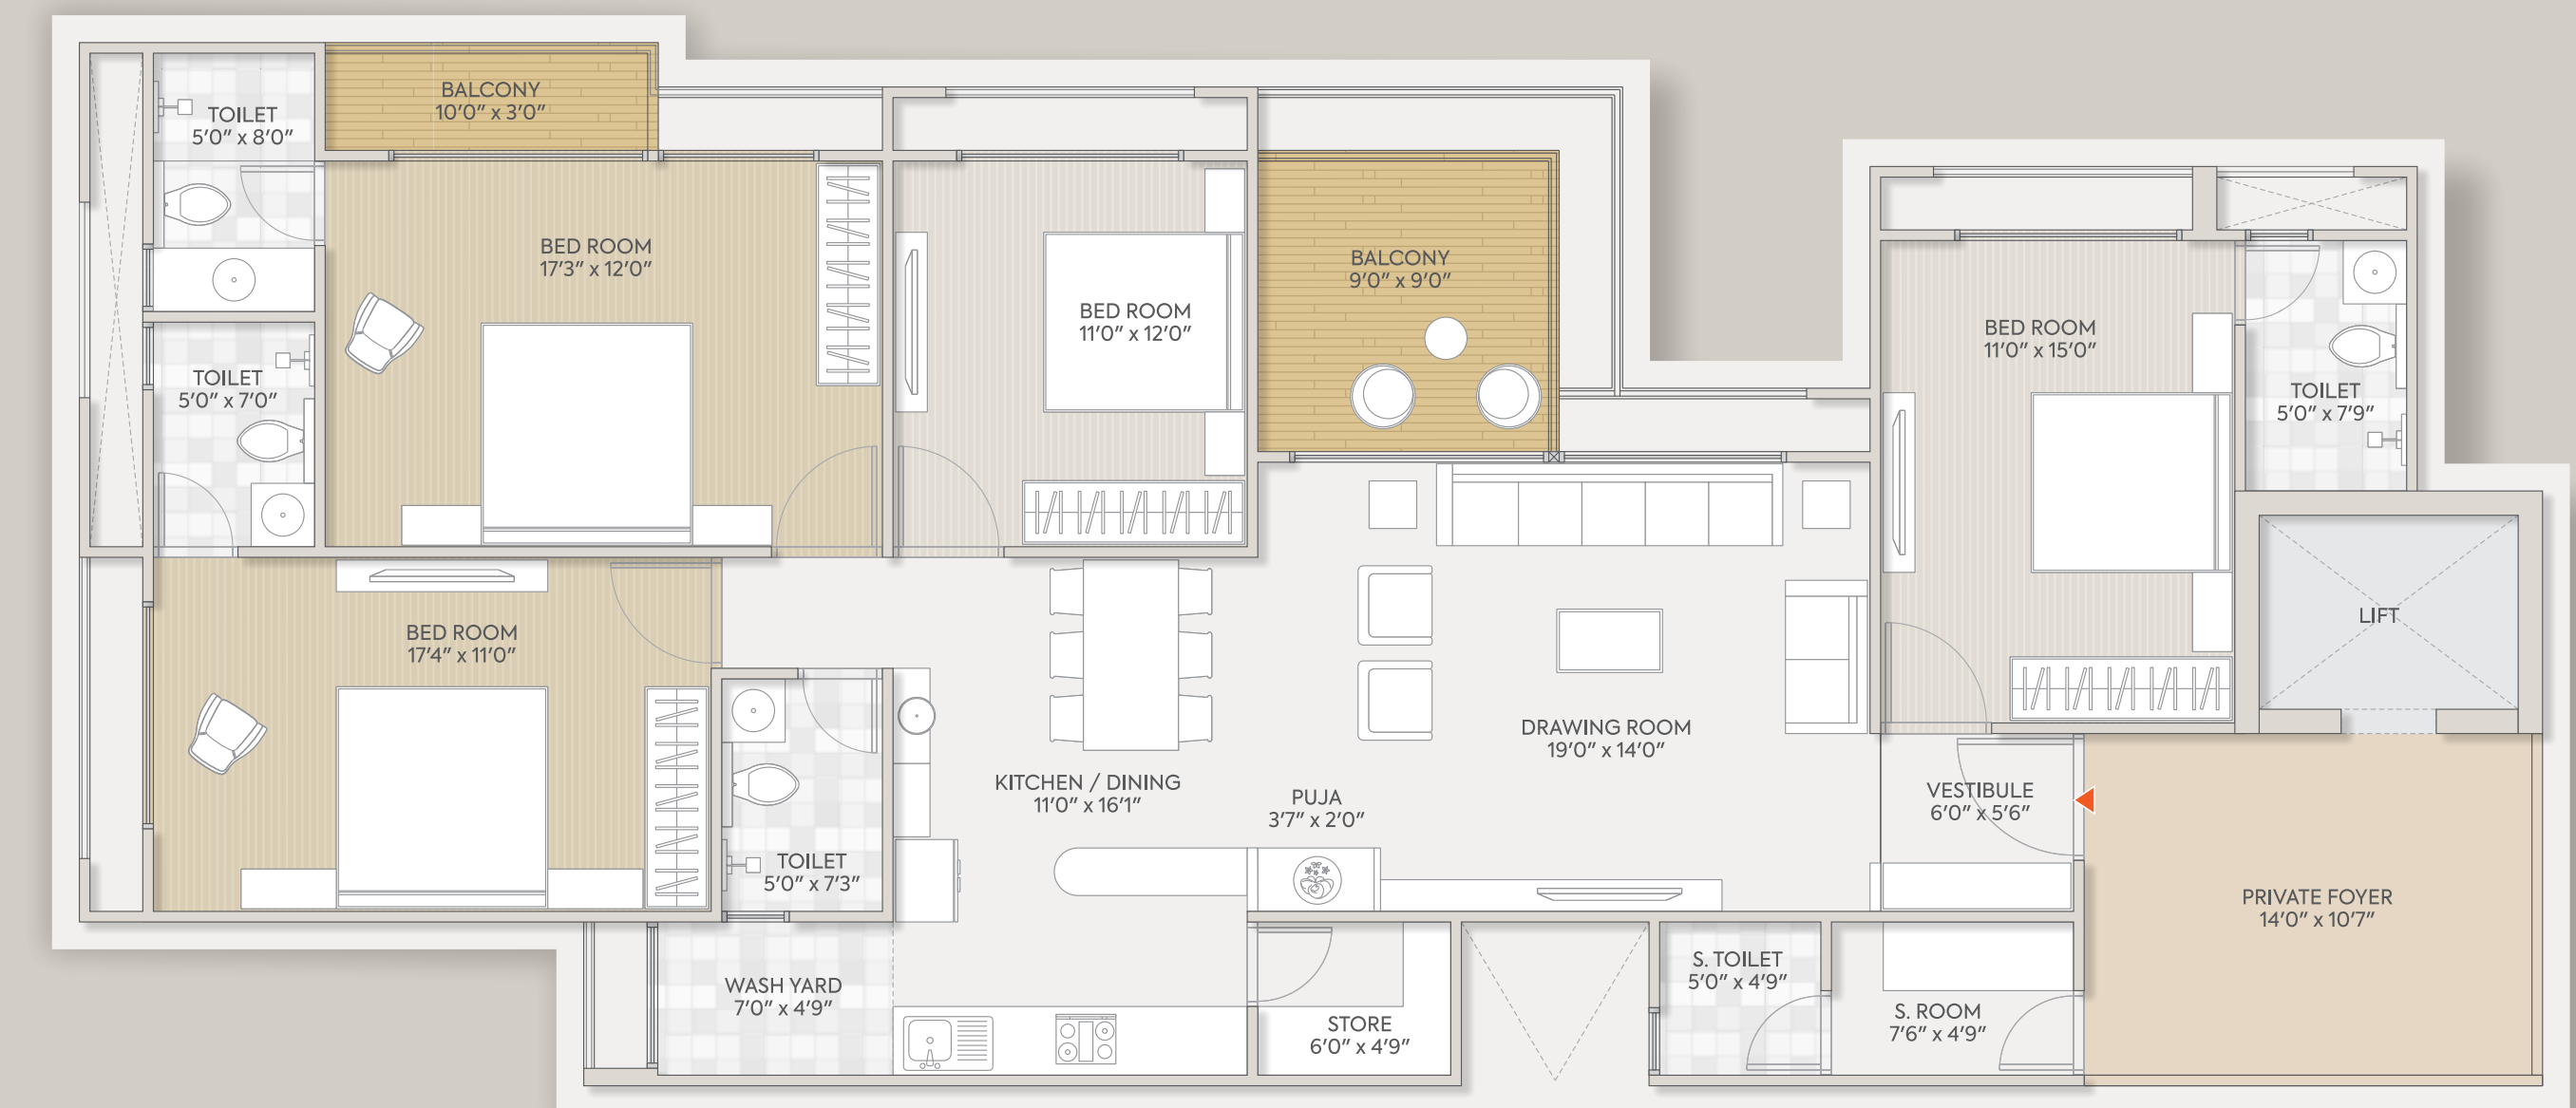 BALCONY
10'0" x 3'0"
TOILET
5'0" x 8'0"
BED ROOM
17'3" x 12'0"
BALCONY
9'0" x 9'0"
BED ROOM
11'0" x 12'0"
BED ROOM
11'0" x 15'0"
TOILET
5'0" x 7'0"
TOILET
5'0" x 7'9"
LIFT
BED ROOM
17'4" x 11'0"
DRAWING ROOM
19'0" x 14'0"
KITCHEN / DINING
11'0" x 16'1"
PUJA
3'7" x 2'0"
VESTIBULE
6'0" x 5'6"
TOILET
5'0" x 7'3"
PRIVATE FOYER
14'0" x 10'7"
WASH YARD
7'0" x 4'9"
S. TOILET
5'0" x 4'9"
STORE
6'0" x 4'9"
S. ROOM
7'6" x 4'9"